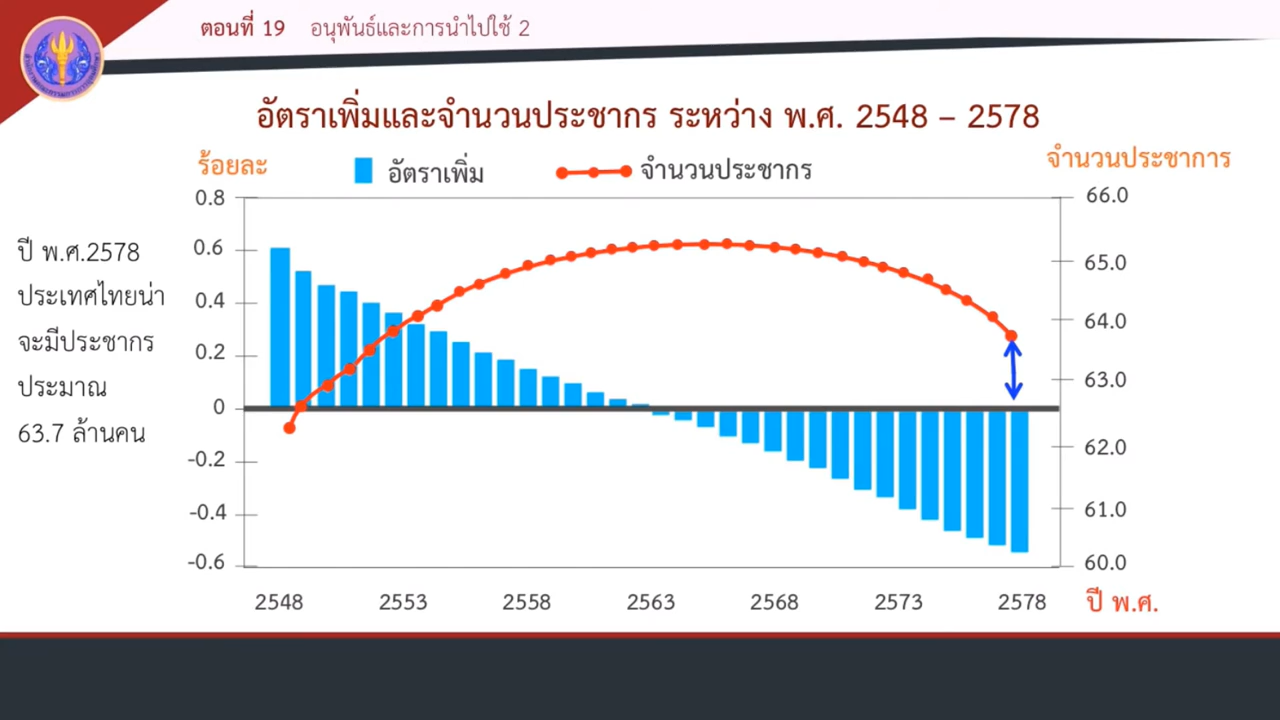 ตอนที่ 19 อนุพันธ์และการนำไปใช้ 2
อัตราเพิ่มและจำนวนประชากร ระหว่าง พ.ศ. 2548 – 2578
ร้อยละ
อัตราเพิ่ม
จำนวนประชากร
จำนวนประชาการ
ปี พ.ศ.2578
ประเทศไทยน่า
จะมีประชากร
ประมาณ
63.7 ล้านคน
0.8
0.6
0.4
0.2
0
-0.2
-0.4
-0.6
66.0
65.0
64.0
63.0
62.0
61.0
60.0
2548 2553 2558 2563 2568 2573 2578 ปี พ.ศ.